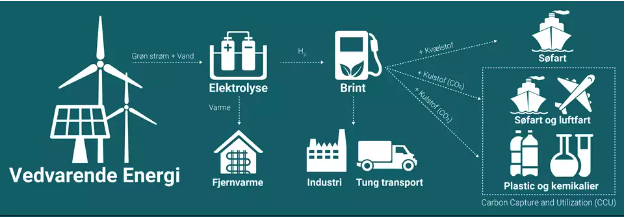 Grøn strøm + Vand
H₂
+ Kvælstof
Søfart
Elektrolyse
Brint
+ Kulstof (CO₂)
+ Kulstof (CO₂)
Varme
Søfart og luftfart
Vedvarende Energi
Fjernvarme
Industri
Tung transport
Plastic og kemikalier
Carbon Capture and Utilization (CCU)